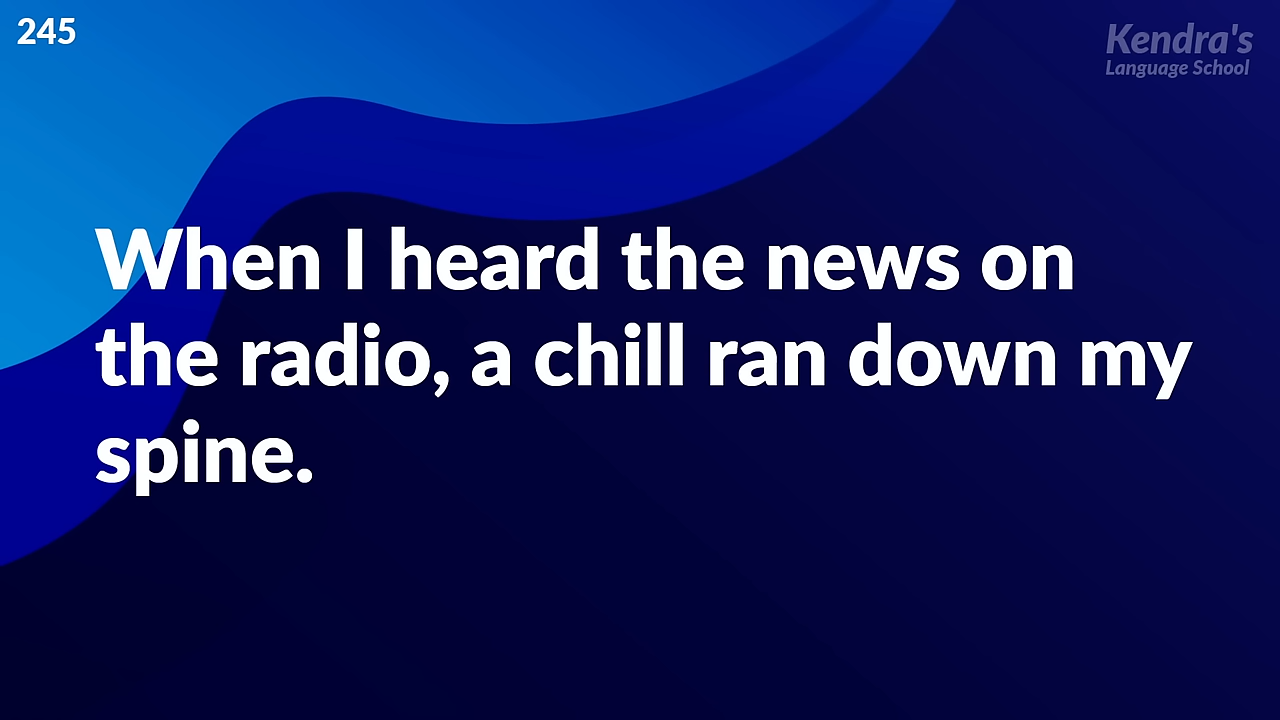 245
Kendra's
Language School
When I heard the news on
the radio, a chill ran down my
spine.